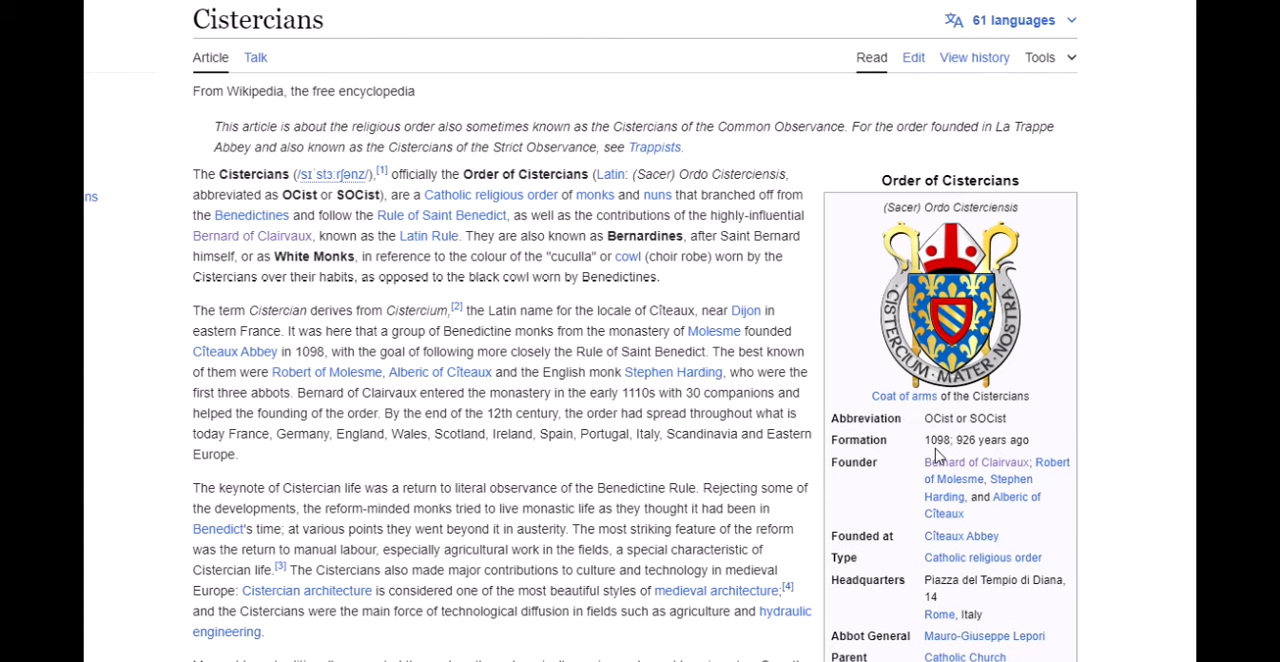 Cistercians
61 languages
Article Talk
Read Edit View history Tools
From Wikipedia, the free encyclopedia
This article is about the religious order also sometimes known as the Cistercians of the Common Observance. For the order founded in La Trappe
Abbey and also known as the Cistercians of the Strict Observance, see Trappists.
ns
The Cistercians (/sɪˈstɜːrʃənz/),[1] officially the Order of Cistercians (Latin: (Sacer) Ordo Cisterciensis,
abbreviated as OCist or SOCist), are a Catholic religious order of monks and nuns that branched off from
the Benedictines and follow the Rule of Saint Benedict, as well as the contributions of the highly-influential
Bernard of Clairvaux, known as the Latin Rule. They are also known as Bernardines, after Saint Bernard
himself, or as White Monks, in reference to the colour of the "cuculla" or cowl (choir robe) worn by the
Cistercians over their habits, as opposed to the black cowl worn by Benedictines.
The term Cistercian derives from Cistercium,[2] the Latin name for the locale of Cîteaux, near Dijon in
eastern France. It was here that a group of Benedictine monks from the monastery of Molesme founded
Cîteaux Abbey in 1098, with the goal of following more closely the Rule of Saint Benedict. The best known
of them were Robert of Molesme, Alberic of Cîteaux and the English monk Stephen Harding, who were the
first three abbots. Bernard of Clairvaux entered the monastery in the early 1110s with 30 companions and
helped the founding of the order. By the end of the 12th century, the order had spread throughout what is
today France, Germany, England, Wales, Scotland, Ireland, Spain, Portugal, Italy, Scandinavia and Eastern
Europe.
The keynote of Cistercian life was a return to literal observance of the Benedictine Rule. Rejecting some of
the developments, the reform-minded monks tried to live monastic life as they thought it had been in
Benedict's time; at various points they went beyond it in austerity. The most striking feature of the reform
was the return to manual labour, especially agricultural work in the fields, a special characteristic of
Cistercian life.[3] The Cistercians also made major contributions to culture and technology in medieval
Europe: Cistercian architecture is considered one of the most beautiful styles of medieval architecture;[4]
and the Cistercians were the main force of technological diffusion in fields such as agriculture and hydraulic
engineering.
Order of Cistercians
(Sacer) Ordo Cisterciensis
CISTERCIUM MATER NOSTRA
Coat of arms of the Cistercians
Abbreviation OCist or SOCist
Formation 1098; 926 years ago
Founder Bernard of Clairvaux; Robert
of Molesme, Stephen
Harding, and Alberic of
Cîteaux
Founded at Cîteaux Abbey
Type Catholic religious order
Headquarters Piazza del Tempio di Diana,
14
Rome, Italy
Abbot General Mauro-Giuseppe Lepori
Parent Catholic Church